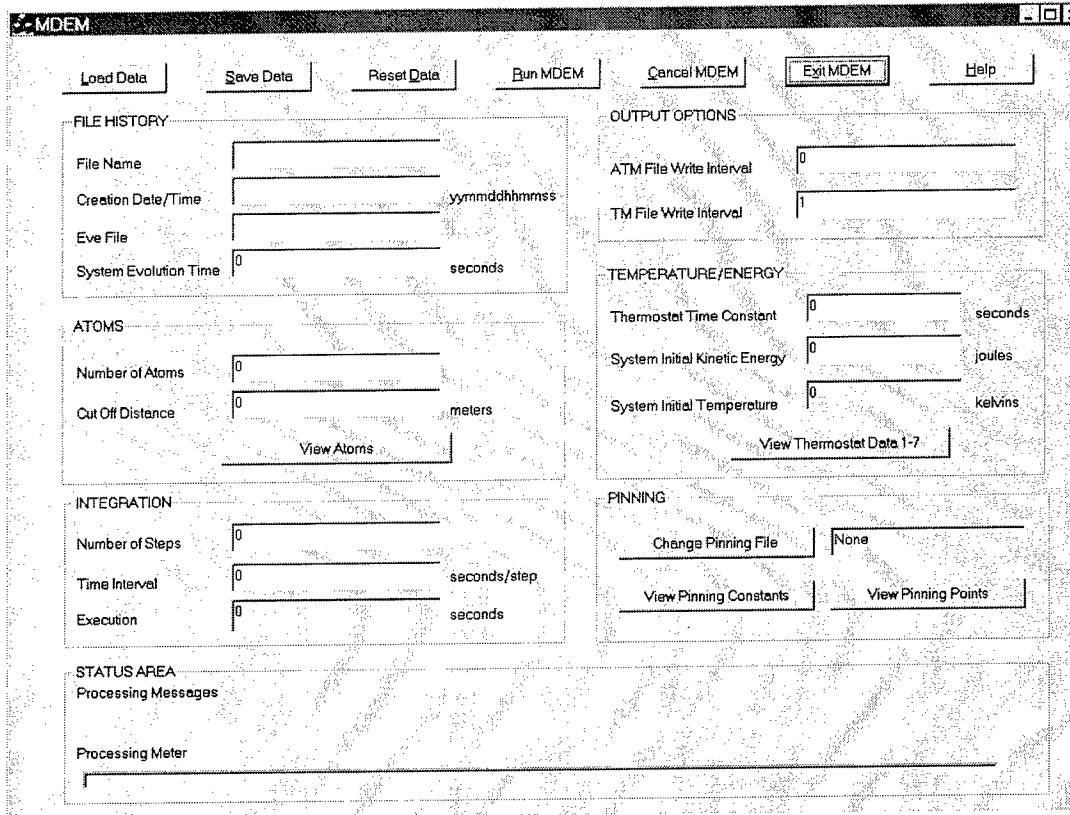 MDEM
Load Data Save Data Reset Data Run MDEM Cancel MDEM Exit MDEM Help
FILE HISTORY
File Name
Creation Date/Time yymmddhhmmss
Eve File
System Evolution Time 0 seconds
OUTPUT OPTIONS
ATM File Write Interval 0
TM File Write Interval 1
TEMPERATURE/ENERGY
Thermostat Time Constant 0 seconds
System Initial Kinetic Energy 0 joules
System Initial Temperature 0 kelvins
View Thermostat Data 1-7
ATOMS
Number of Atoms 0
Cut Off Distance 0 meters
View Atoms
INTEGRATION
Number of Steps 0
Time Interval 0 seconds/step
Execution 0 seconds
PINNING
Change Pinning File None
View Pinning Constants View Pinning Points
STATUS AREA
Processing Messages
Processing Meter